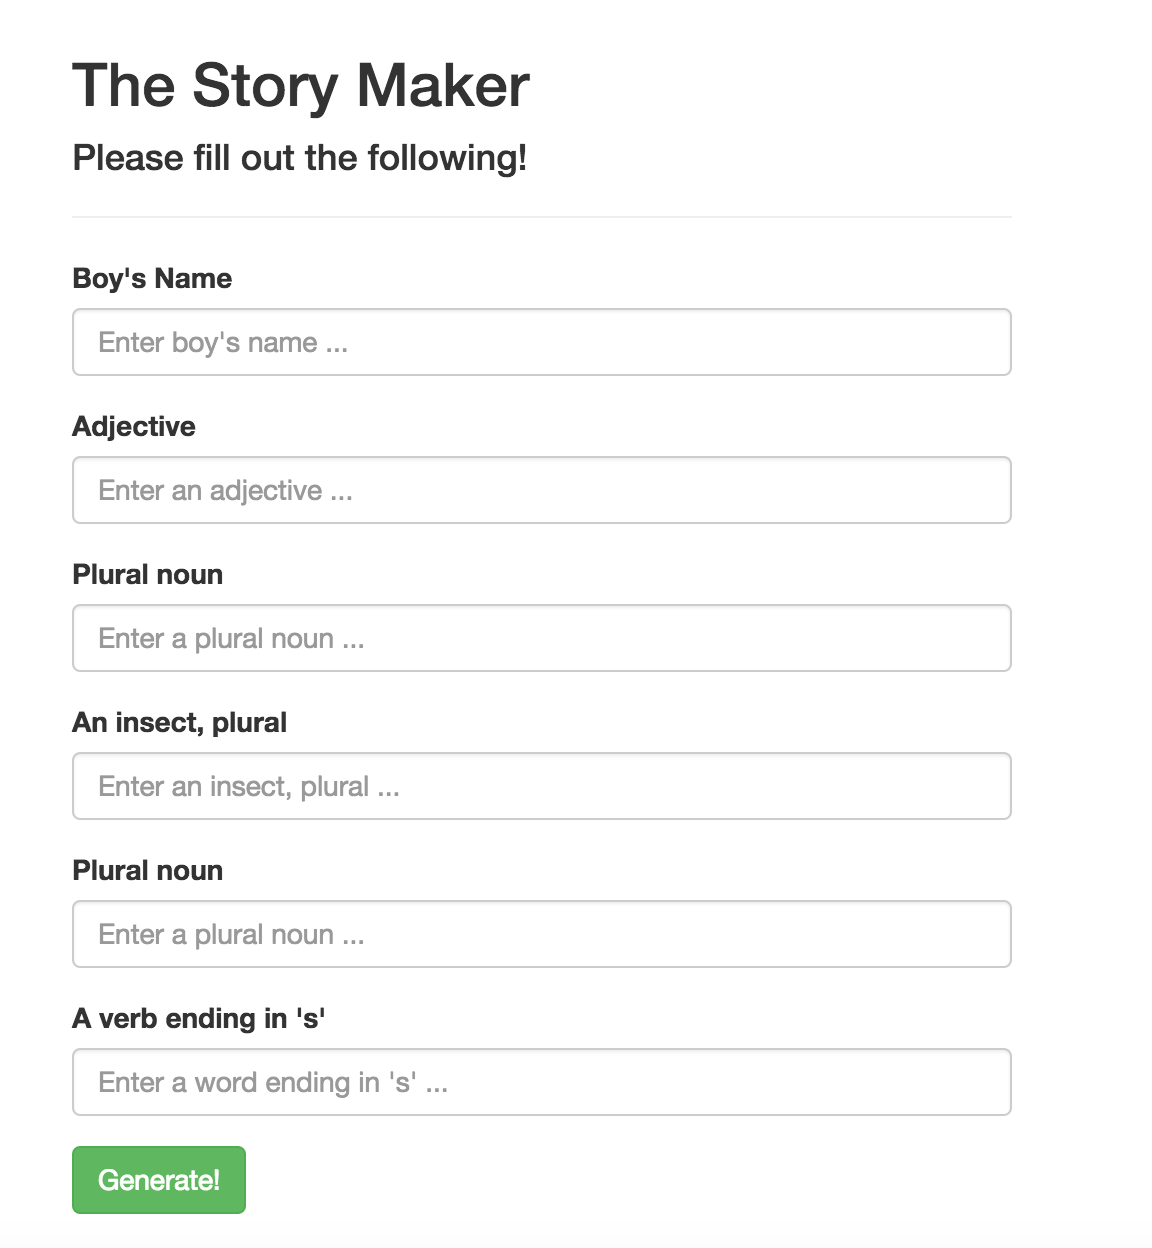 The Story Maker
Please fill out the following!
Boy's Name
Enter boy's name ...
Adjective
Enter an adjective ...
Plural noun
Enter a plural noun ...
An insect, plural
Enter an insect, plural ...
Plural noun
Enter a plural noun ...
A verb ending in 's'
Enter a word ending in 's' ...
Generate!